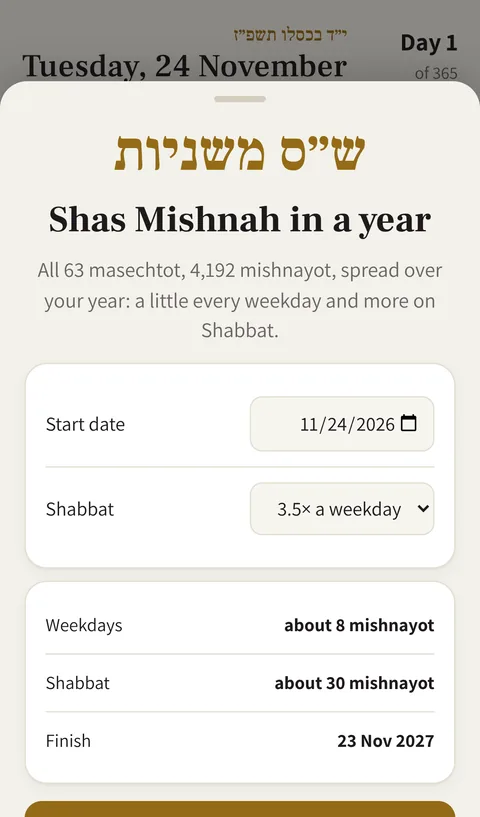 י״ד בכסלו תשפ״ז
Tuesday, 24 November
Day 1
of 365
ש״ס משניות
Shas Mishnah in a year
All 63 masechtot, 4,192 mishnayot, spread over
your year: a little every weekday and more on
Shabbat.
Start date
11/24/2026
Shabbat
3.5× a weekday
Weekdays
about 8 mishnayot
Shabbat
about 30 mishnayot
Finish
23 Nov 2027